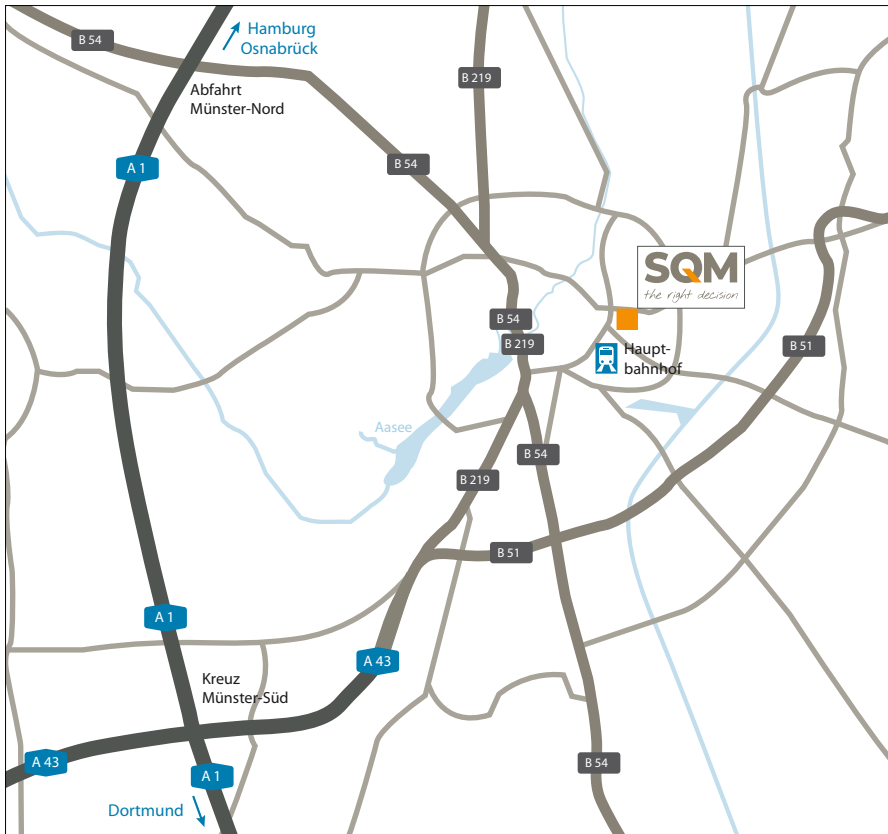 Hamburg
Osnabrück
B 54
B 219
Abfahrt
Münster-Nord
A 1
B 54
SQM
the right decision
B 54
B 219
Haupt-
bahnhof
B 51
Aasee
B 54
B 219
B 51
A 1
A 43
Kreuz
Münster-Süd
A 43
A 1
B 54
Dortmund